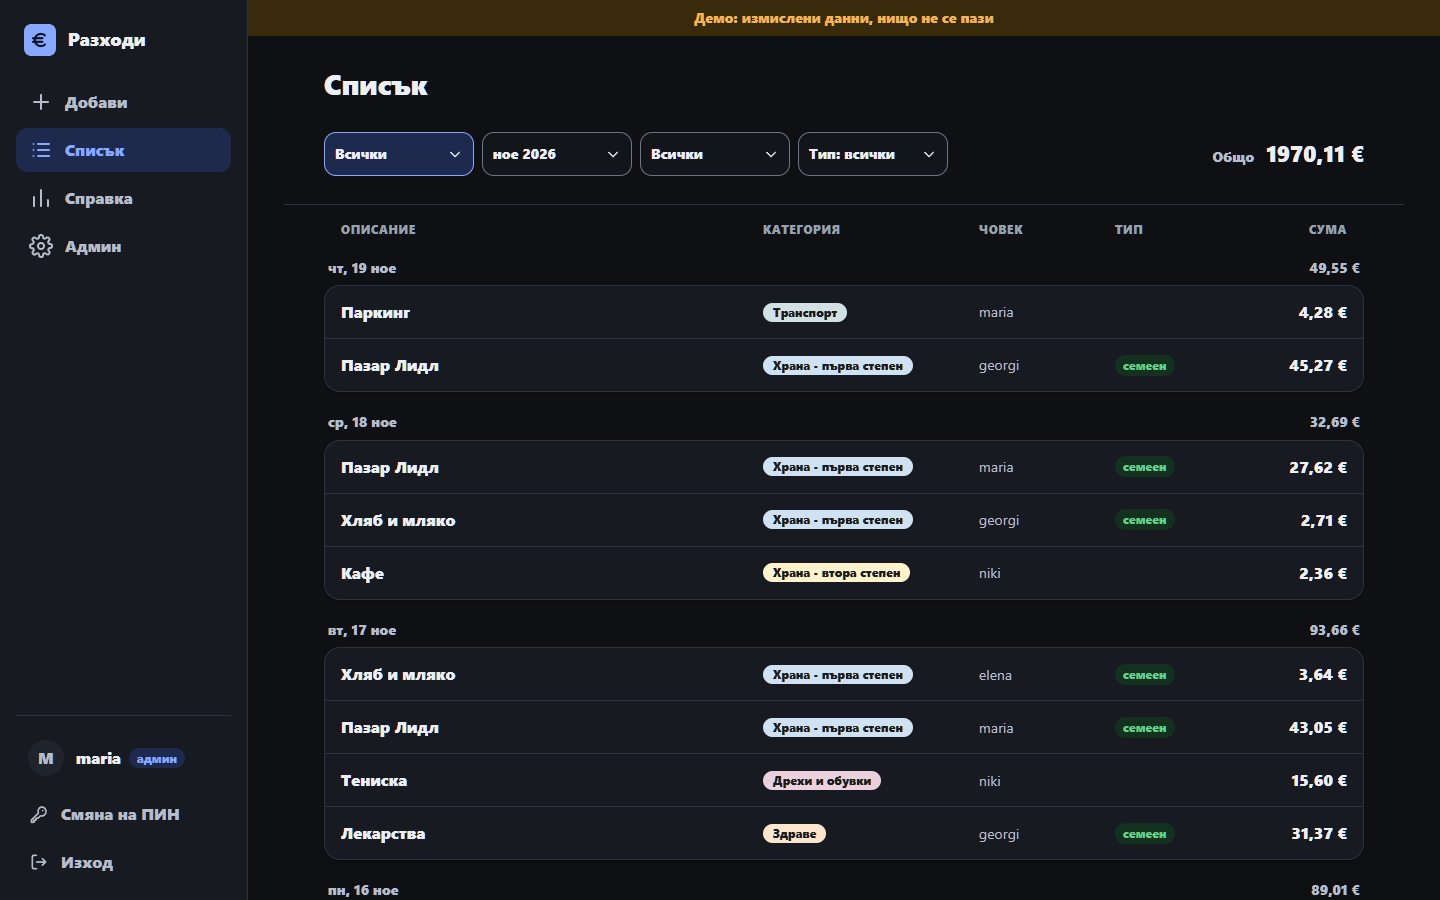 Демо: измислени данни, нищо не се пази
€ Разходи
Добави
Списък
Справка
Админ
M maria админ
Смяна на ПИН
Изход
Списък
Всички ное 2026 Всички Тип: всички Общо 1970,11 €
ОПИСАНИЕ КАТЕГОРИЯ ЧОВЕК ТИП СУМА
чт, 19 ное 49,55 €
Паркинг Транспорт maria 4,28 €
Пазар Лидл Храна - първа степен georgi семеен 45,27 €
ср, 18 ное 32,69 €
Пазар Лидл Храна - първа степен maria семеен 27,62 €
Хляб и мляко Храна - първа степен georgi семеен 2,71 €
Кафе Храна - втора степен niki 2,36 €
вт, 17 ное 93,66 €
Хляб и мляко Храна - първа степен elena семеен 3,64 €
Пазар Лидл Храна - първа степен maria семеен 43,05 €
Тениска Дрехи и обувки niki 15,60 €
Лекарства Здраве georgi семеен 31,37 €
пн, 16 ное 89,01 €